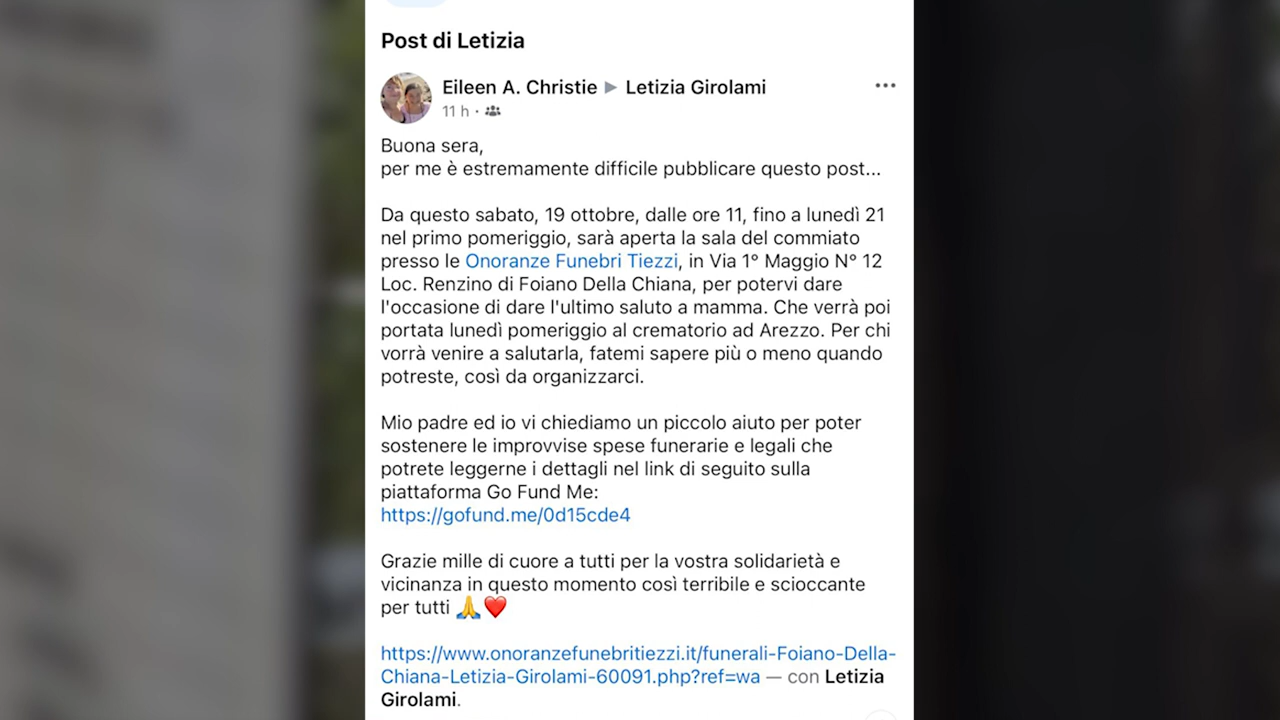 Post di Letizia
Eileen A. Christie ▶ Letizia Girolami
11 h ·
Buona sera,
per me è estremamente difficile pubblicare questo post...
Da questo sabato, 19 ottobre, dalle ore 11, fino a lunedì 21
nel primo pomeriggio, sarà aperta la sala del commiato
presso le Onoranze Funebri Tiezzi, in Via 1° Maggio N° 12
Loc. Renzino di Foiano Della Chiana, per potervi dare
l'occasione di dare l'ultimo saluto a mamma. Che verrà poi
portata lunedì pomeriggio al crematorio ad Arezzo. Per chi
vorrà venire a salutarla, fatemi sapere più o meno quando
potreste, così da organizzarci.
Mio padre ed io vi chiediamo un piccolo aiuto per poter
sostenere le improvvise spese funerarie e legali che
potrete leggerne i dettagli nel link di seguito sulla
piattaforma Go Fund Me:
https://gofund.me/0d15cde4
Grazie mille di cuore a tutti per la vostra solidarietà e
vicinanza in questo momento così terribile e scioccante
per tutti 🙏❤️
https://www.onoranzefunebritiezzi.it/funerali-Foiano-Della-
Chiana-Letizia-Girolami-60091.php?ref=wa — con Letizia
Girolami.